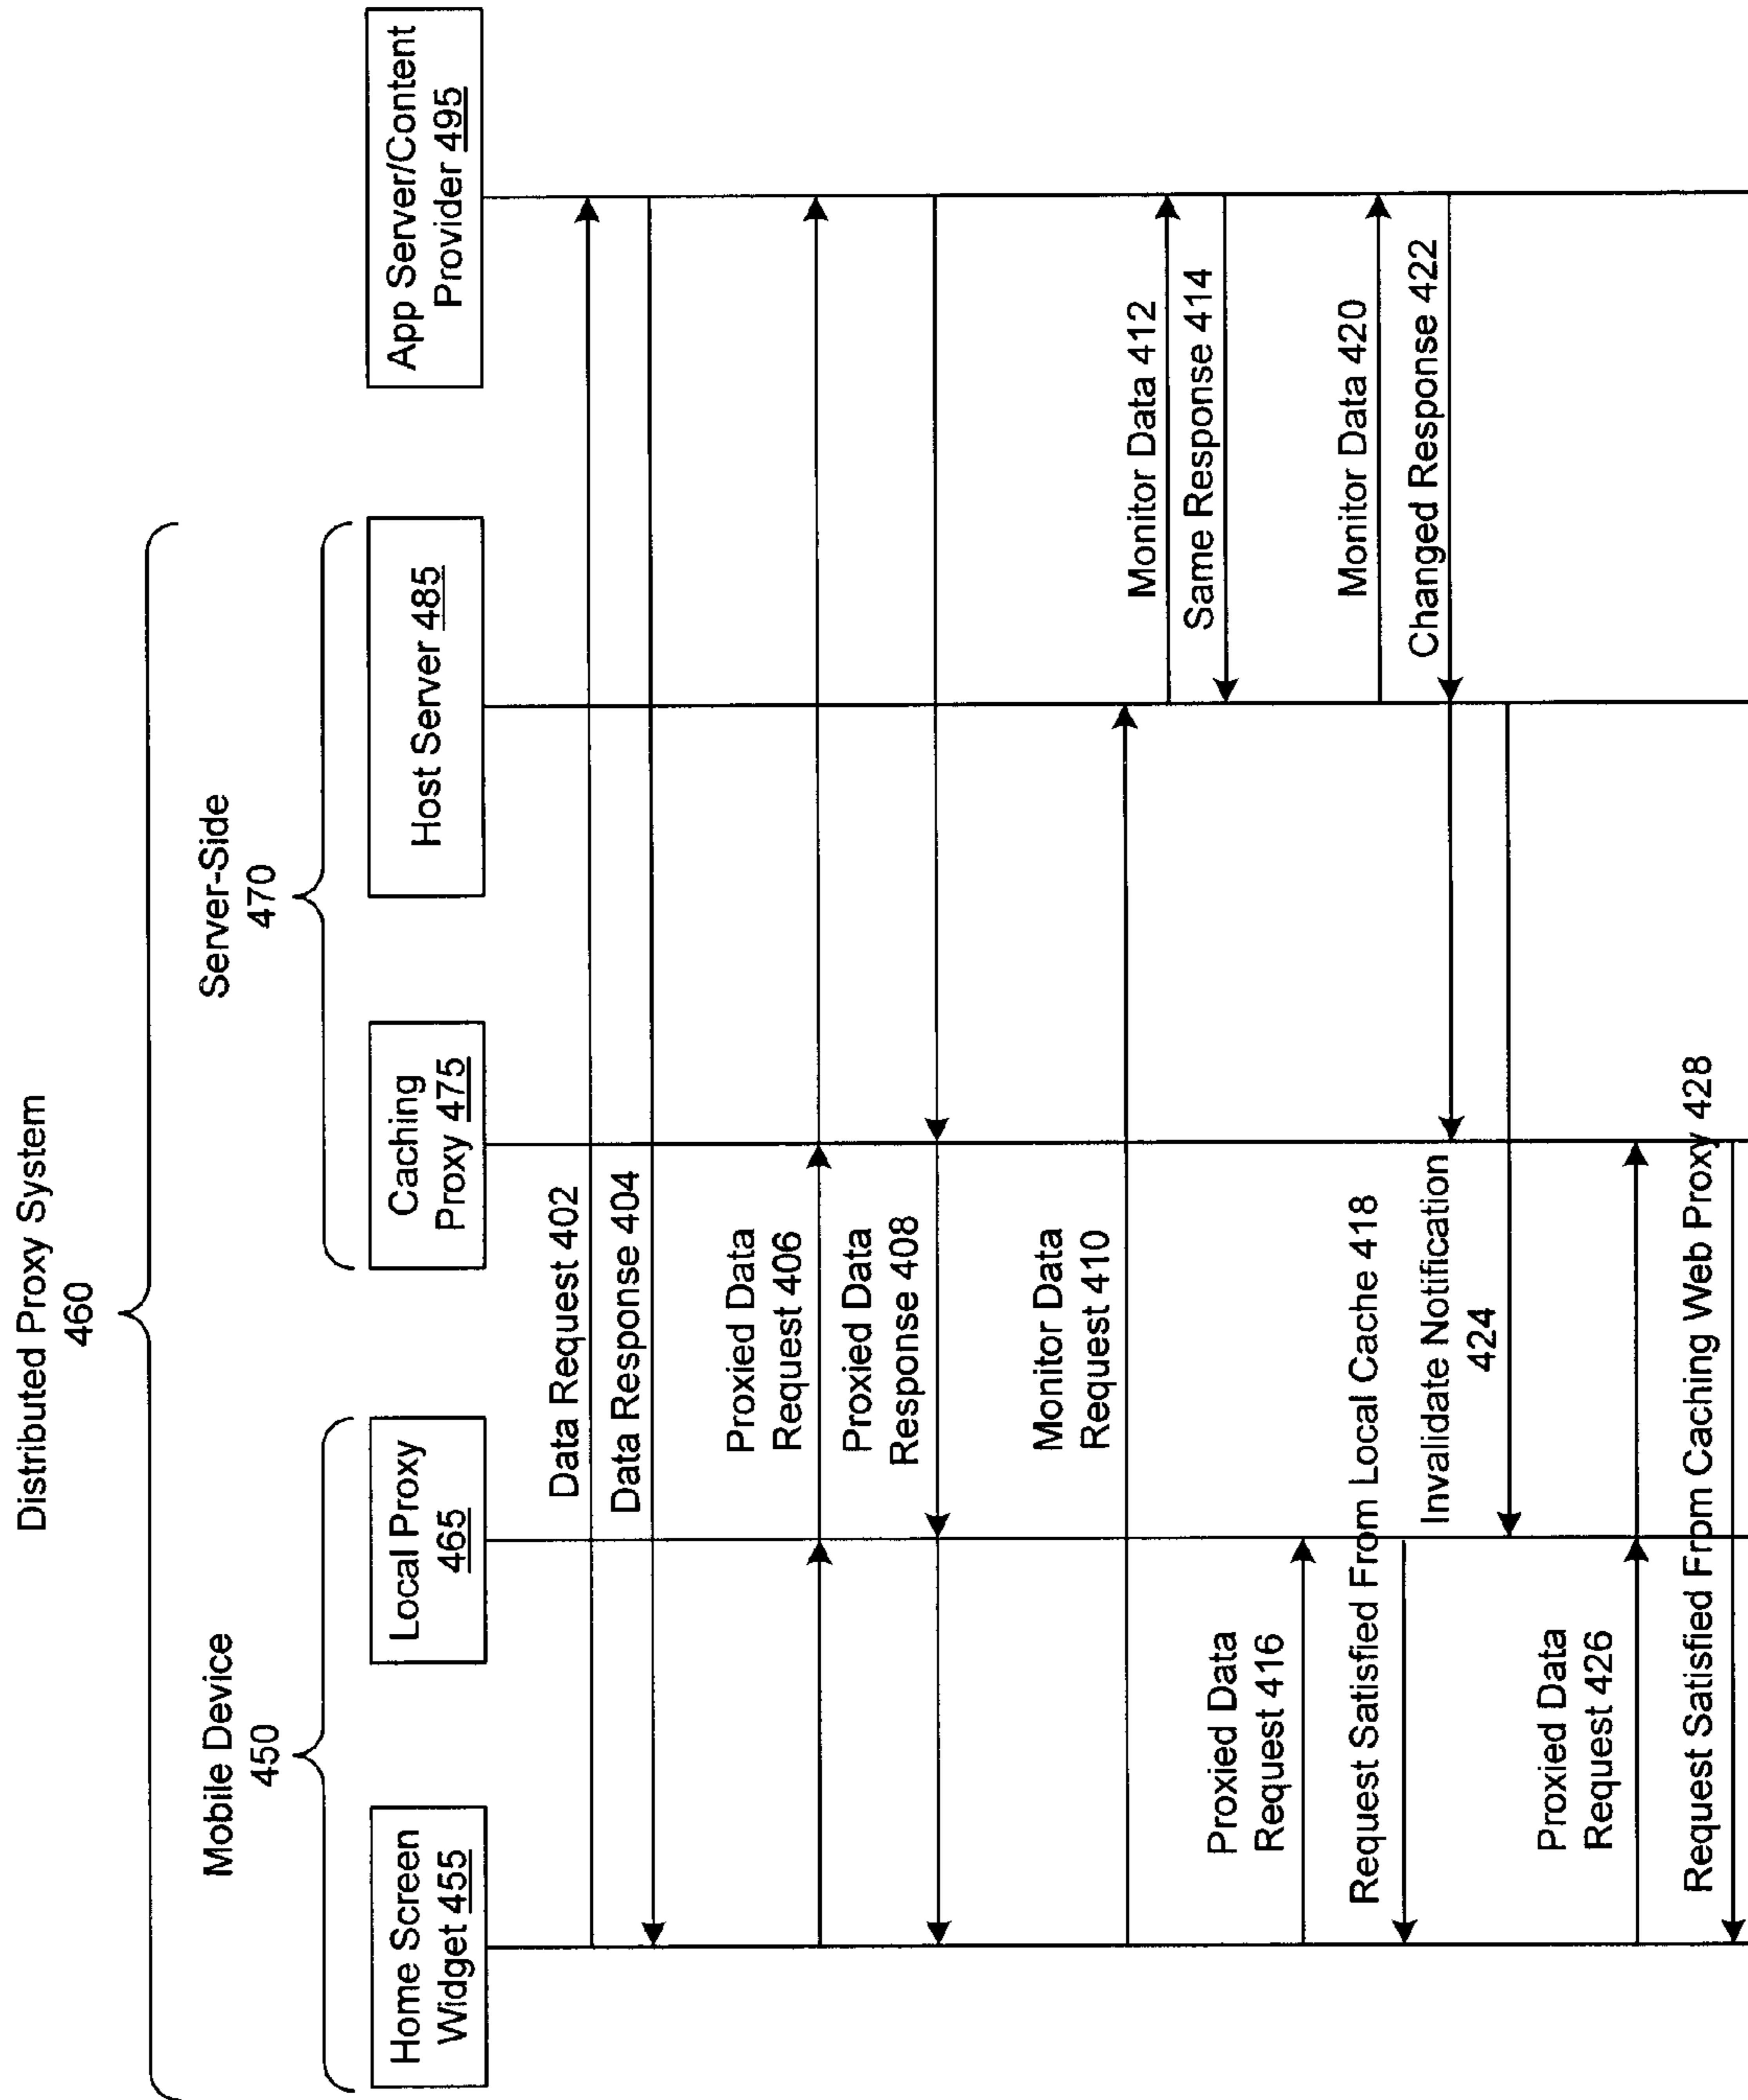 Distributed Proxy System
460
Mobile Device
450
Server-Side
470
Home Screen
Widget 455
Local Proxy
465
Caching
Proxy 475
Host Server 485
App Server/Content
Provider 495
Data Request 402
Data Response 404
Proxied Data
Request 406
Proxied Data
Response 408
Monitor Data
Request 410
Monitor Data 412
Same Response 414
Proxied Data
Request 416
Request Satisfied From Local Cache 418
Monitor Data 420
Changed Response 422
Invalidate Notification
424
Proxied Data
Request 426
Request Satisfied From Caching Web Proxy 428